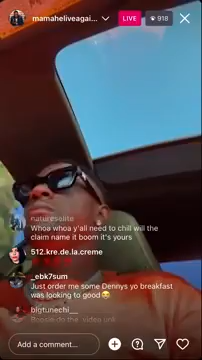 mamaheliveagai...
LIVE
918
naturesolite
Whoa whoa y'all need to chill will the
claim name it boom it's yours
512.kre.de.la.creme
_ebk7sum
Just order me some Dennys yo breakfast
was looking to good😂
bigtunechi__
the video
Add a comment...